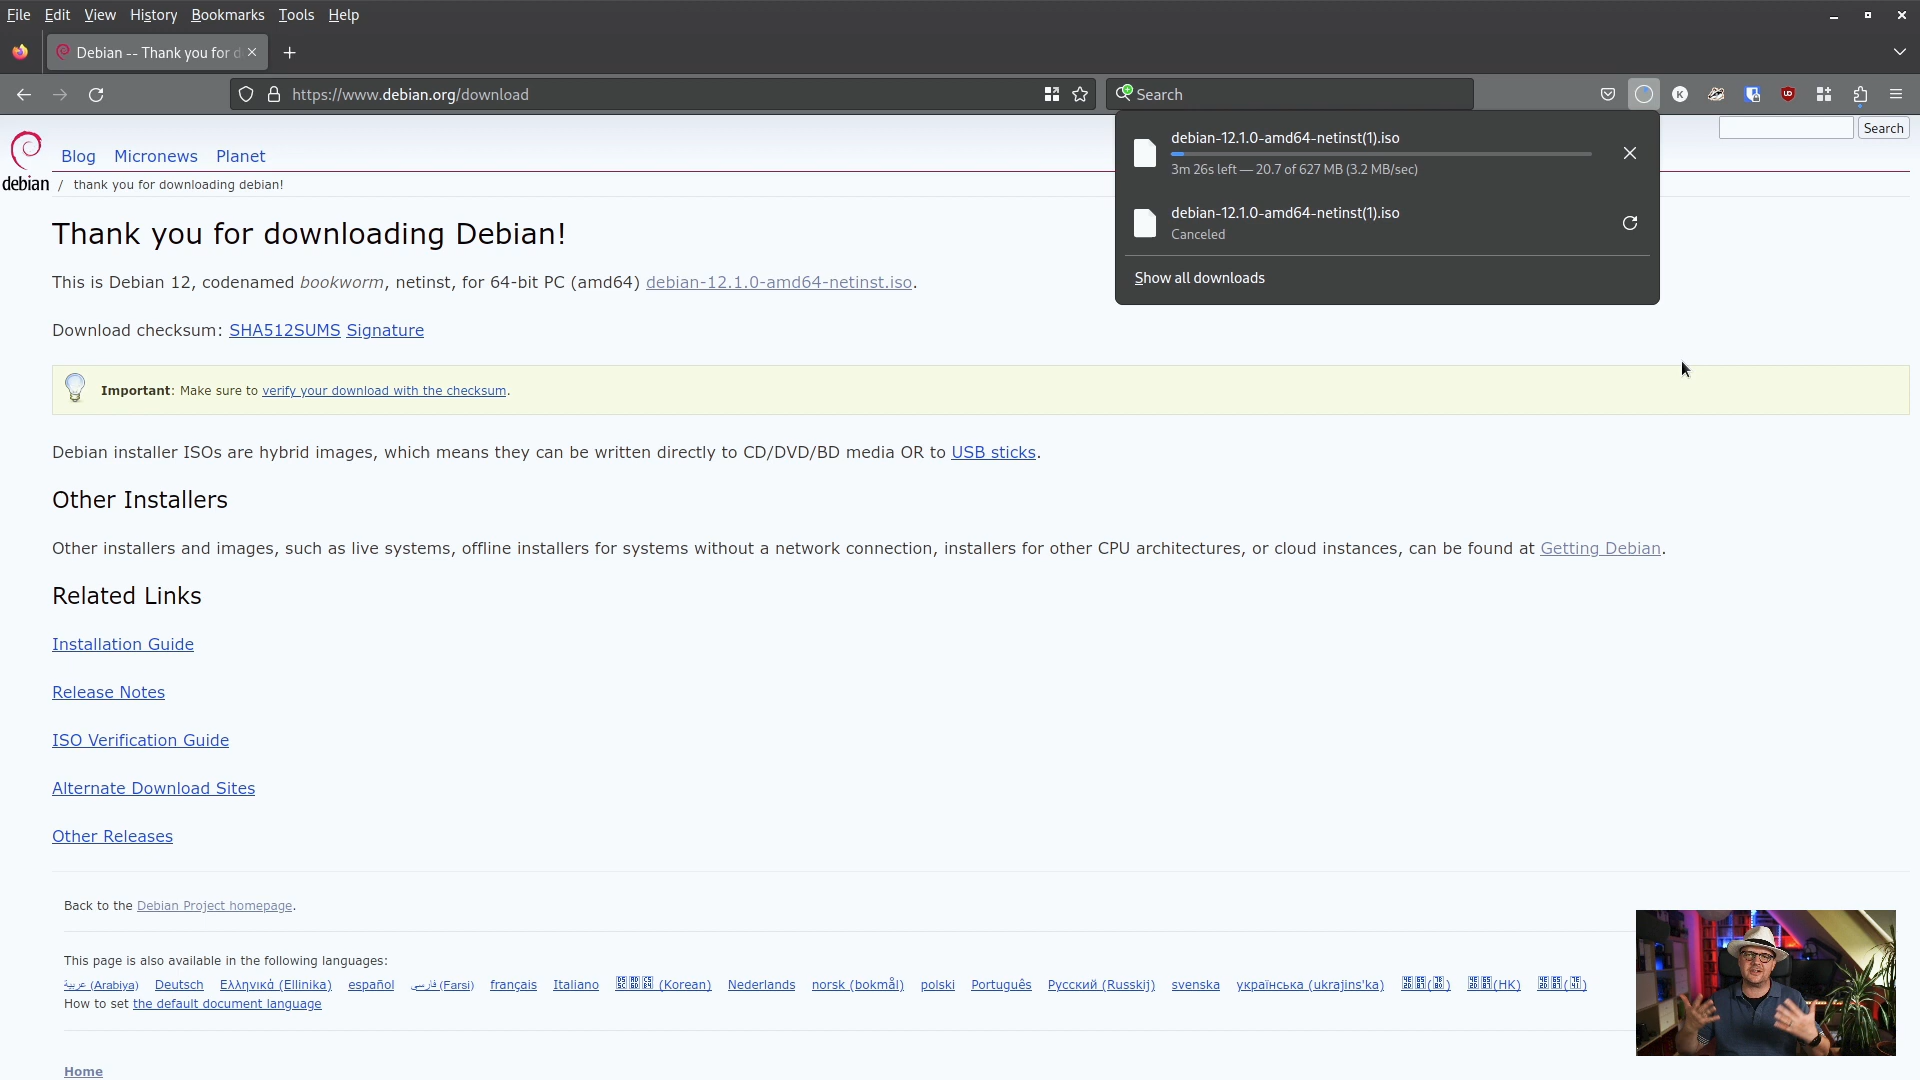 File Edit View History Bookmarks Tools Help
Debian -- Thank you for d
https://www.debian.org/download
Search
debian-12.1.0-amd64-netinst(1).iso
3m 26s left — 20.7 of 627 MB (3.2 MB/sec)
debian-12.1.0-amd64-netinst(1).iso
Canceled
Show all downloads
Search
debian
Blog Micronews Planet
/ thank you for downloading debian!
Thank you for downloading Debian!
This is Debian 12, codenamed bookworm, netinst, for 64-bit PC (amd64) debian-12.1.0-amd64-netinst.iso.
Download checksum: SHA512SUMS Signature
Important: Make sure to verify your download with the checksum.
Debian installer ISOs are hybrid images, which means they can be written directly to CD/DVD/BD media OR to USB sticks.
Other Installers
Other installers and images, such as live systems, offline installers for systems without a network connection, installers for other CPU architectures, or cloud instances, can be found at Getting Debian.
Related Links
Installation Guide
Release Notes
ISO Verification Guide
Alternate Download Sites
Other Releases
Back to the Debian Project homepage.
This page is also available in the following languages:
عربية (Arabiya) Deutsch Ελληνικά (Ellinika) español فارسی (Farsi) français Italiano (Korean) Nederlands norsk (bokmål) polski Português Русский (Russkij) svenska українська (ukrajins'ka) (HK)
How to set the default document language
Home